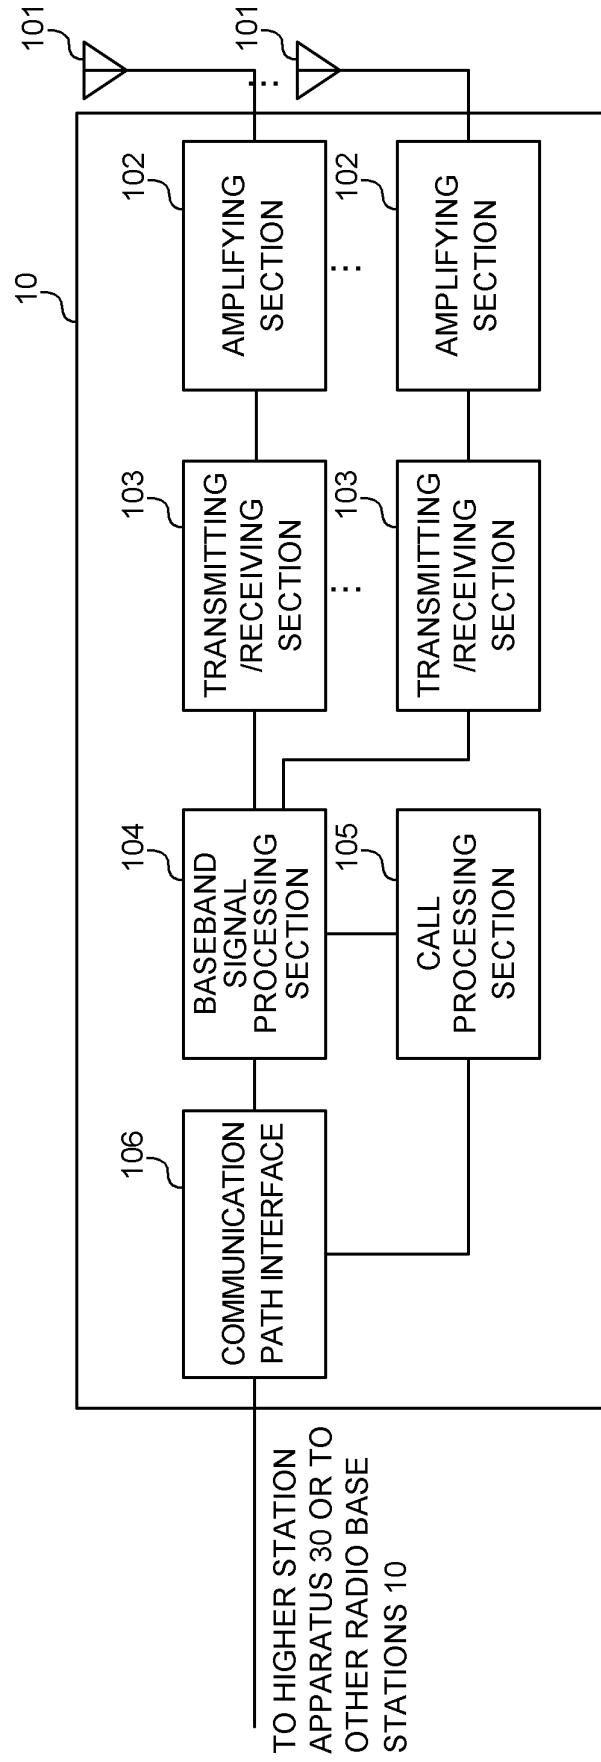 10
101
101
102
AMPLIFYING
SECTION
102
AMPLIFYING
SECTION
...
...
...
103
TRANSMITTING
/RECEIVING
SECTION
103
TRANSMITTING
/RECEIVING
SECTION
104
BASEBAND
SIGNAL
PROCESSING
SECTION
105
CALL
PROCESSING
SECTION
106
COMMUNICATION
PATH INTERFACE
TO HIGHER STATION
APPARATUS 30 OR TO
OTHER RADIO BASE
STATIONS 10